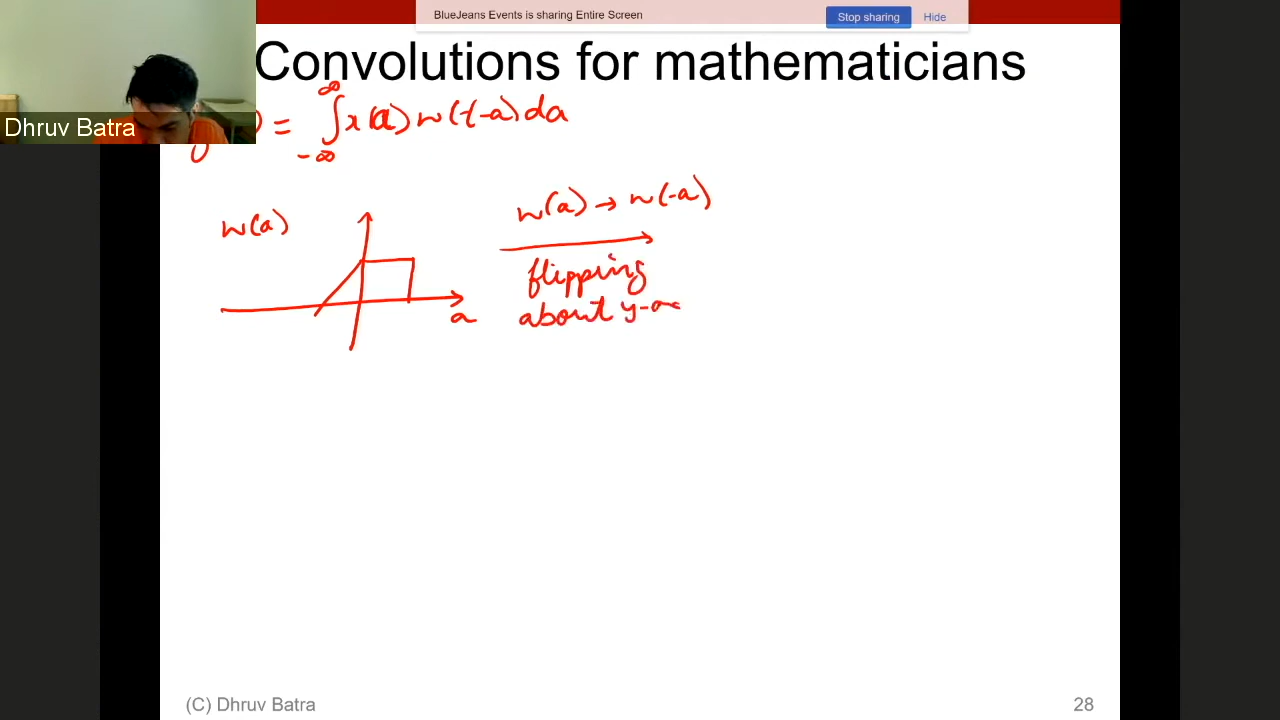 BlueJeans Events is sharing Entire Screen
Stop sharing Hide
Convolutions for mathematicians
Dhruv Batra
= ∫_{-∞}^{∞} x(a) w(t-a) da
w(a)
w(a) → w(-a)
flipping
about y-ax
a
(C) Dhruv Batra
28